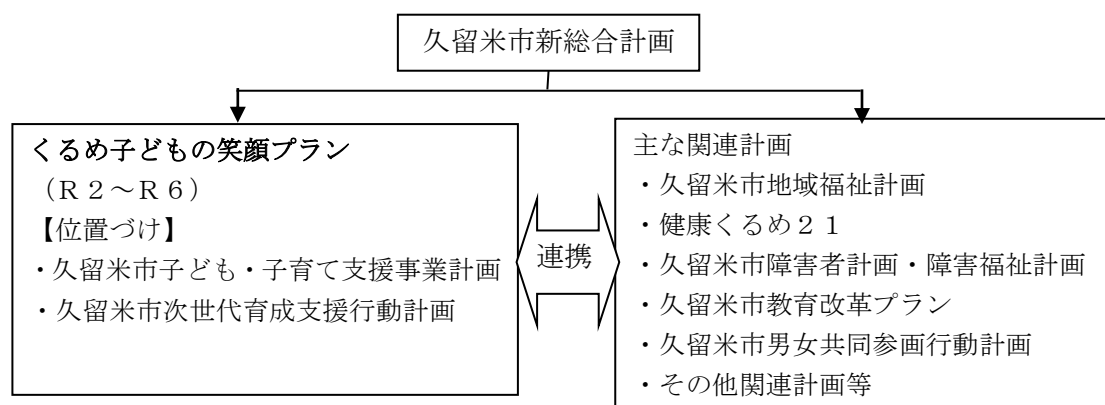 久留米市新総合計画
くるめ子どもの笑顔プラン
（Ｒ２～Ｒ６）
【位置づけ】
・久留米市子ども・子育て支援事業計画
・久留米市次世代育成支援行動計画
連携
主な関連計画
・久留米市地域福祉計画
・健康くるめ２１
・久留米市障害者計画・障害福祉計画
・久留米市教育改革プラン
・久留米市男女共同参画行動計画
・その他関連計画等